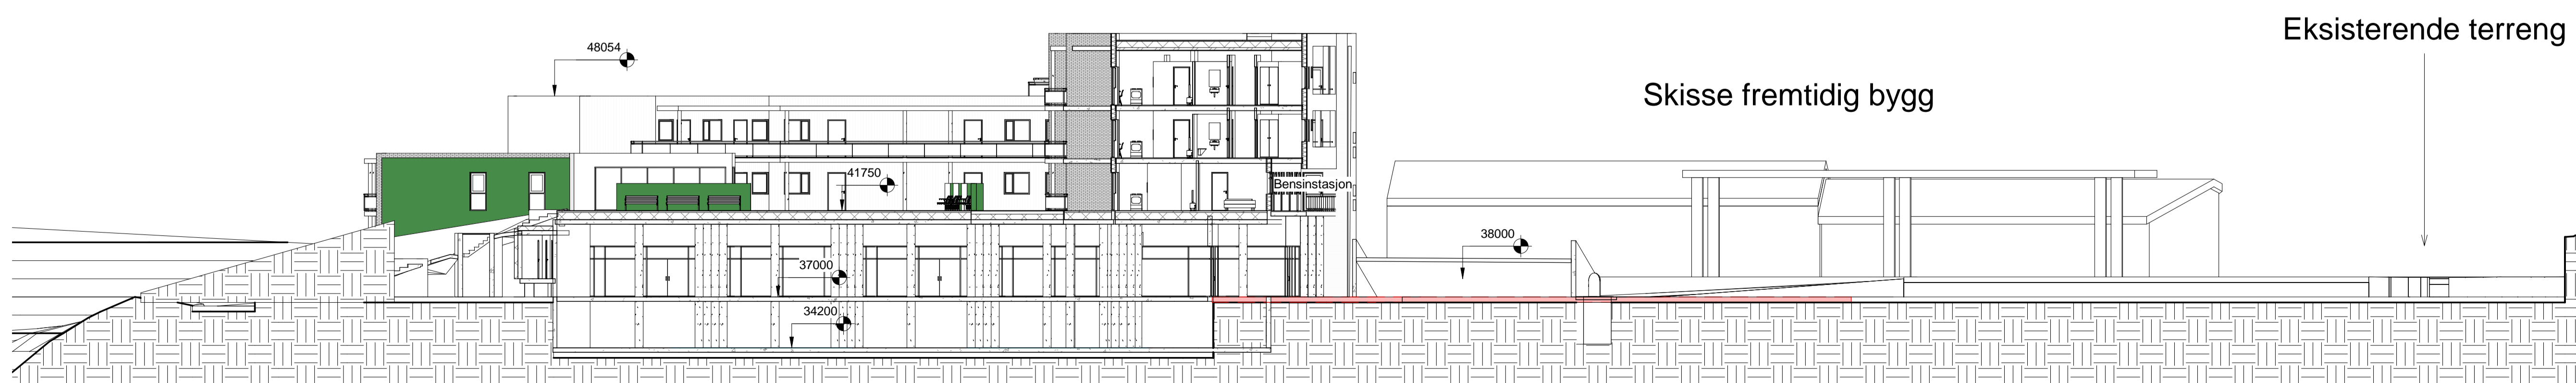 Eksisterende terreng
48054
Skisse fremtidig bygg
41750
Bensinstasjon
38000
37000
34200